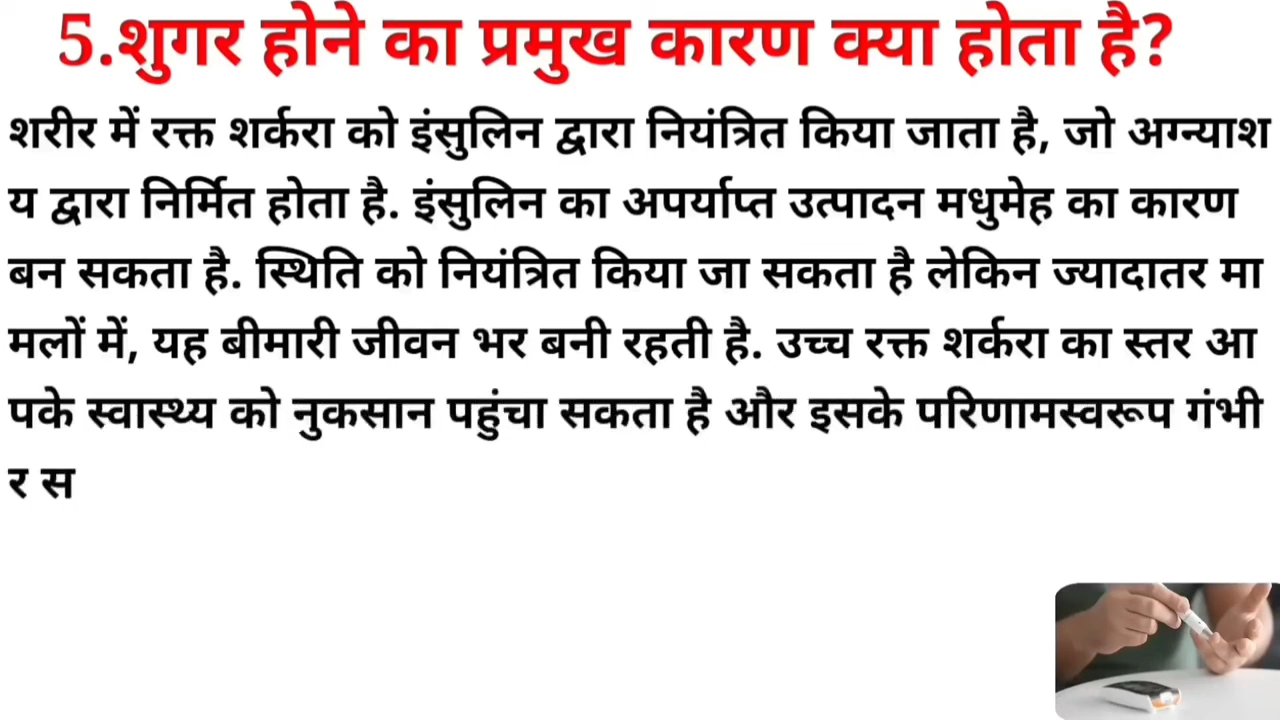 5.शुगर होने का प्रमुख कारण क्या होता है?
शरीर में रक्त शर्करा को इंसुलिन द्वारा नियंत्रित किया जाता है, जो अग्न्याश
य द्वारा निर्मित होता है. इंसुलिन का अपर्याप्त उत्पादन मधुमेह का कारण
बन सकता है. स्थिति को नियंत्रित किया जा सकता है लेकिन ज्यादातर मा
मलों में, यह बीमारी जीवन भर बनी रहती है. उच्च रक्त शर्करा का स्तर आ
पके स्वास्थ्य को नुकसान पहुंचा सकता है और इसके परिणामस्वरूप गंभी
र स